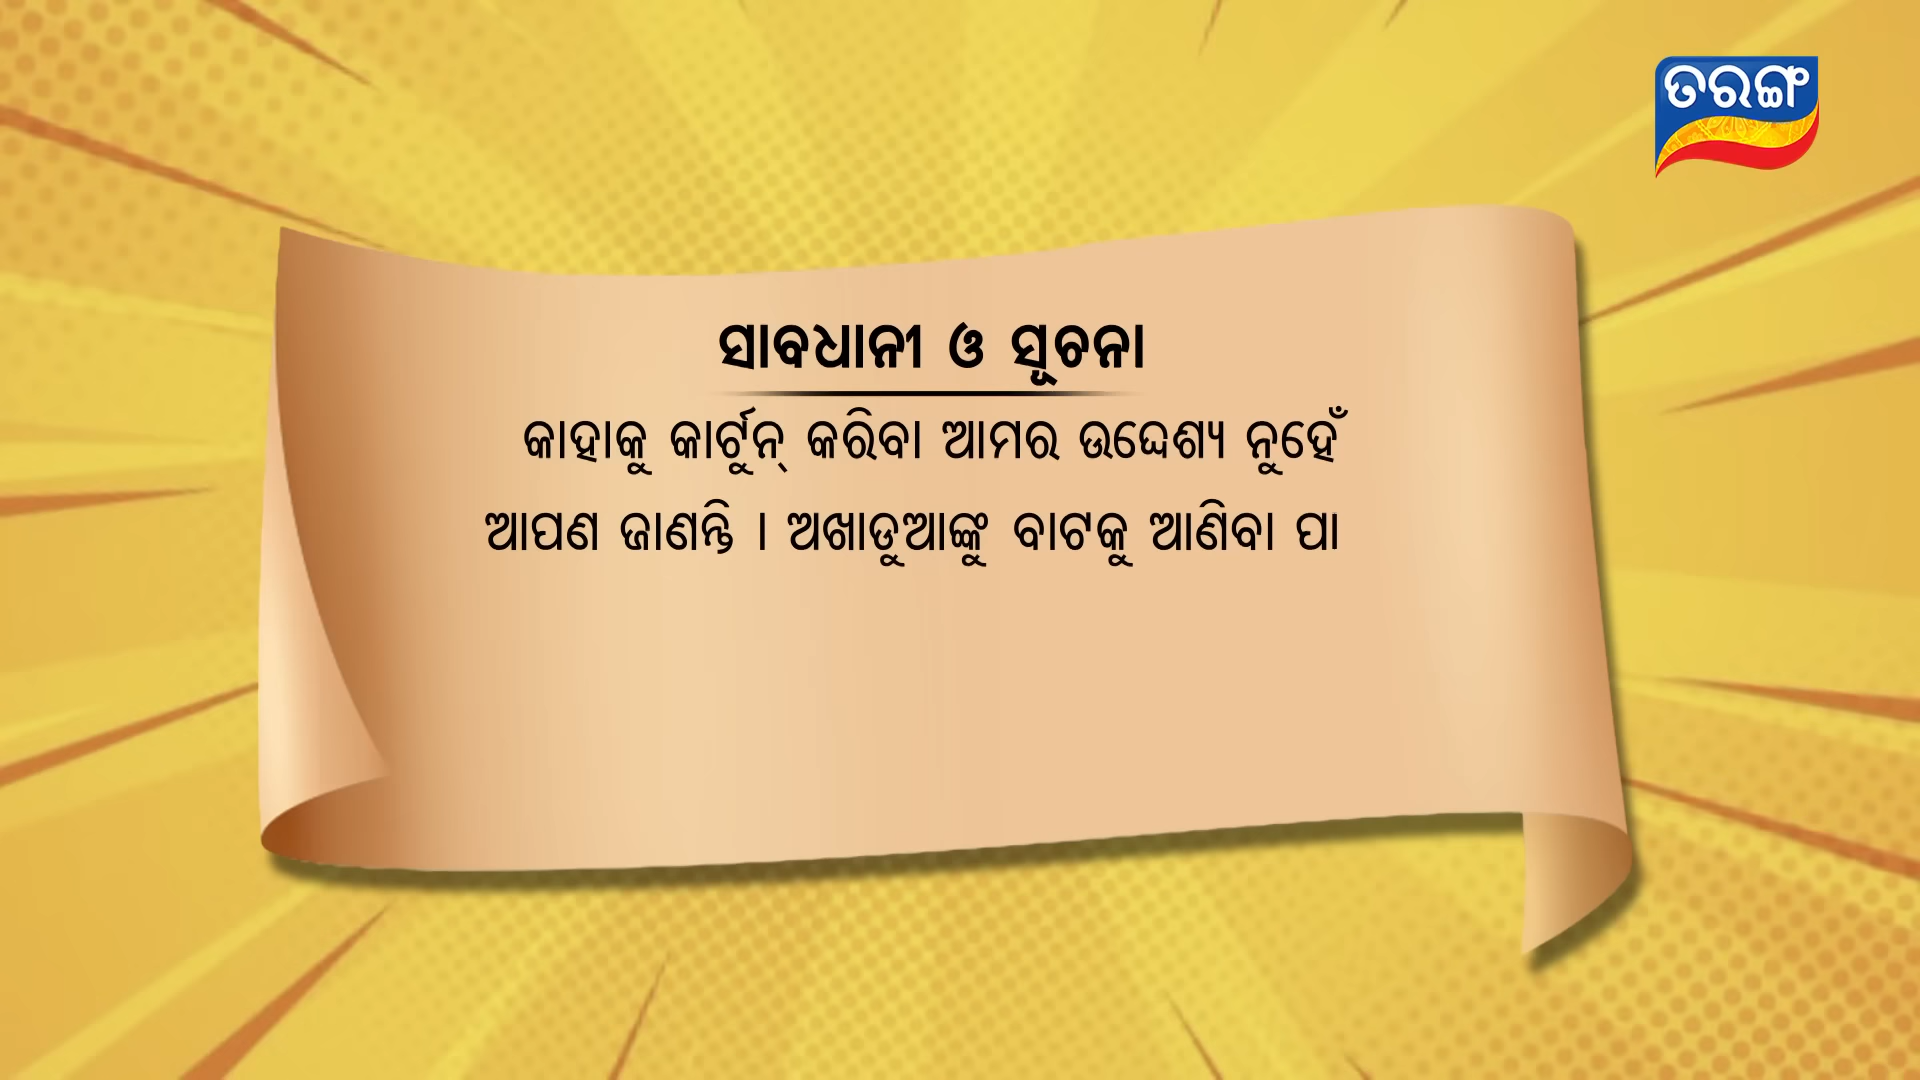 ତରଙ୍ଗ
ସାବଧାନୀ ଓ ସୂଚନା
କାହାକୁ କାର୍ଟୁନ୍ କରିବା ଆମର ଉଦ୍ଦେଶ୍ୟ ନୁହେଁ
ଆପଣ ଜାଣନ୍ତି । ଅଖାଡୁଆଙ୍କୁ ବାଟକୁ ଆଣିବା ପା